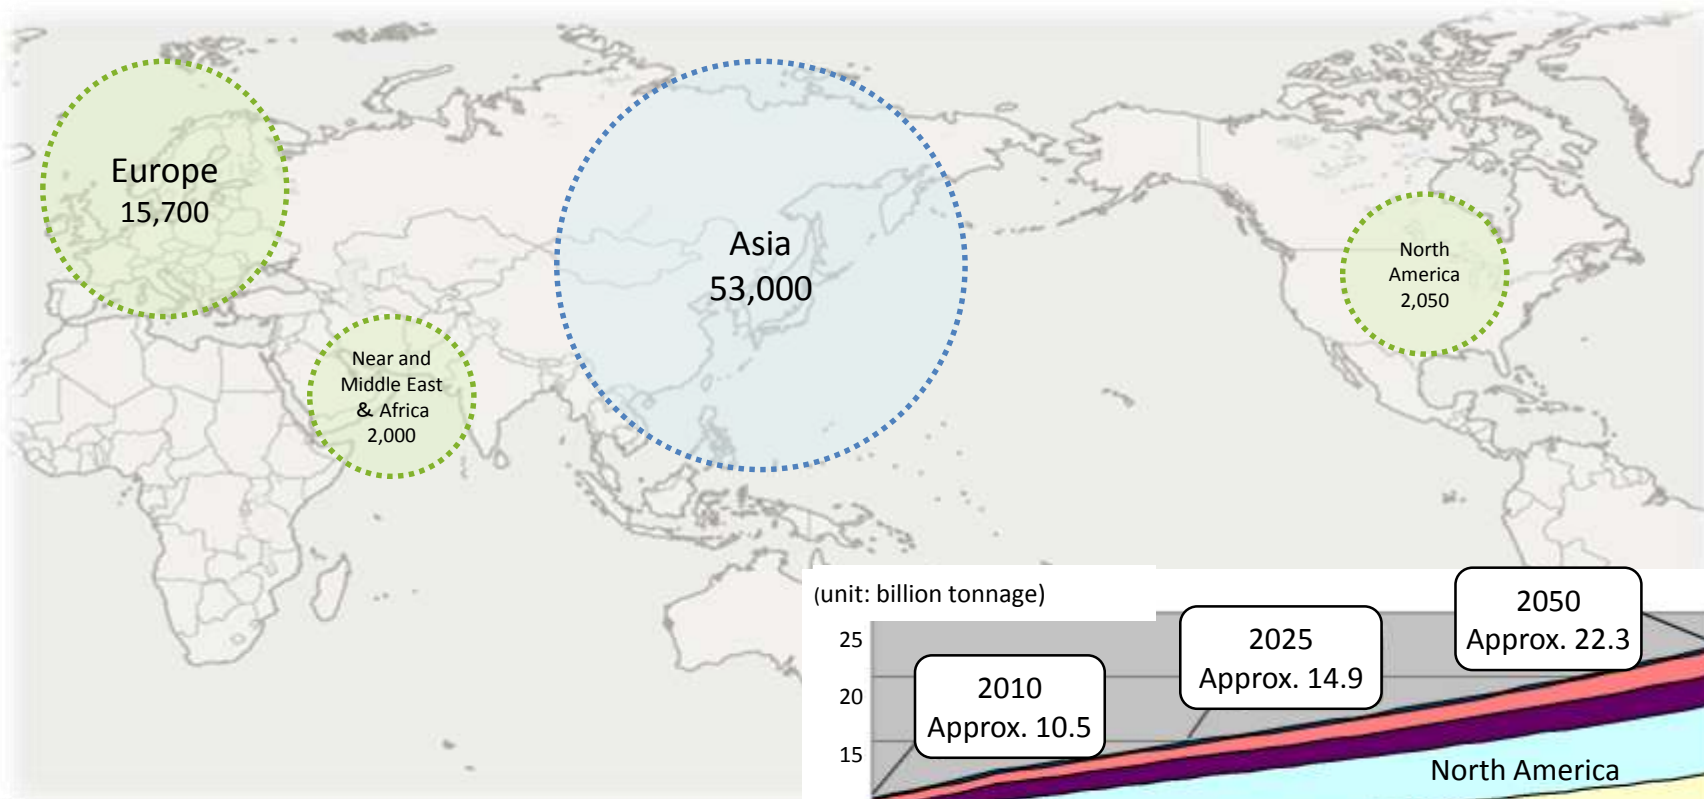 Europe
15,700
Asia
53,000
North
America
2,050
Near and
Middle East
& Africa
2,000
(unit: billion tonnage)
25
20
15
2010
Approx. 10.5
2025
Approx. 14.9
2050
Approx. 22.3
North America